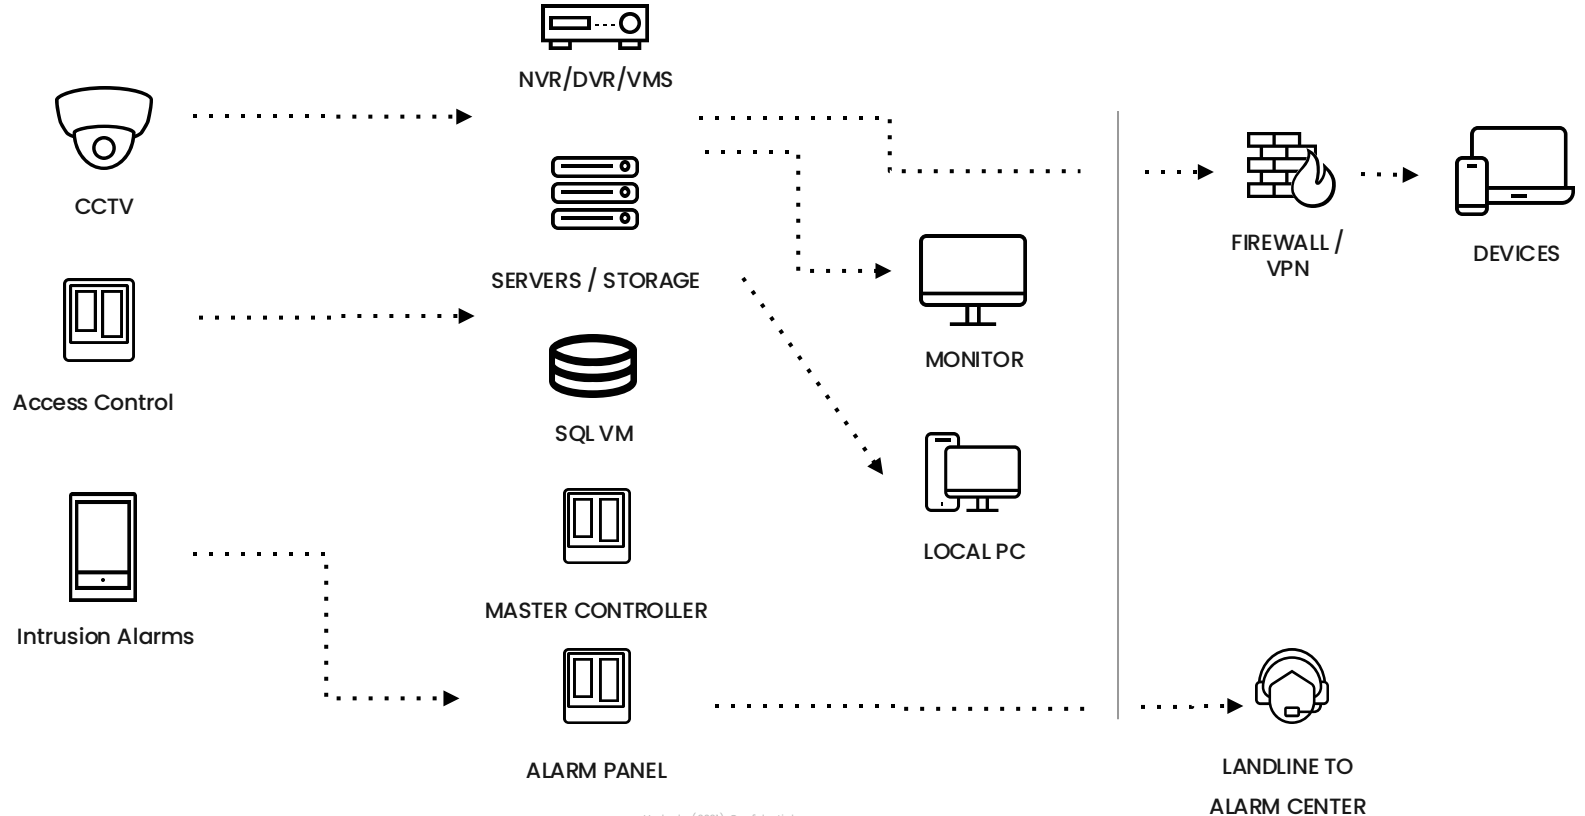 NVR/DVR/VMS
CCTV
SERVERS / STORAGE
FIREWALL /
VPN
DEVICES
MONITOR
Access Control
SQL VM
LOCAL PC
MASTER CONTROLLER
Intrusion Alarms
ALARM PANEL
LANDLINE TO
ALARM CENTER